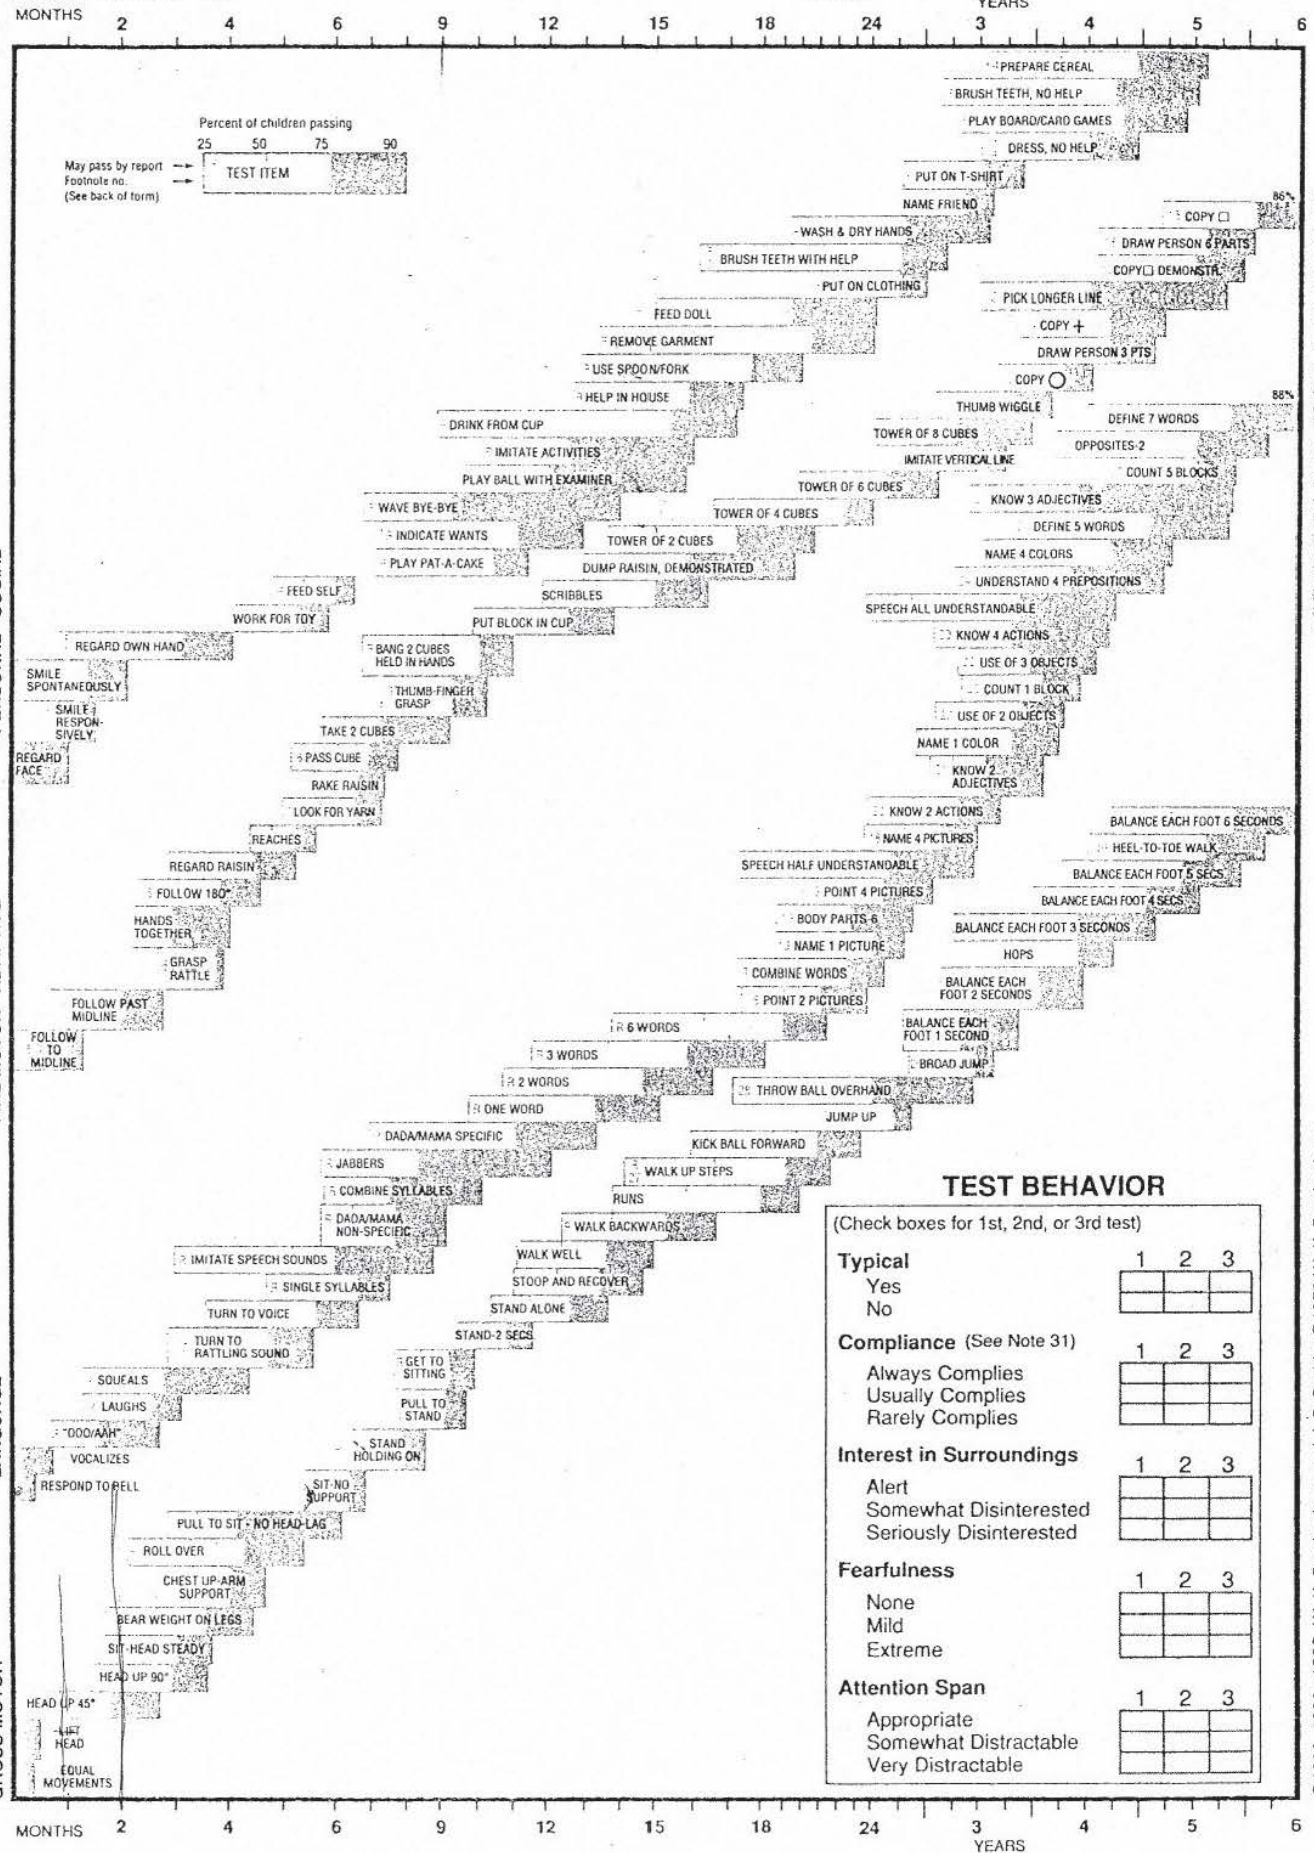 MONTHS 2 4 6 9 12 15 18 24 3 YEARS 4 5 6
Percent of children passing
25 50 75 90
May pass by report
Footnote no.
(See back of form)
TEST ITEM
PREPARE CEREAL
BRUSH TEETH, NO HELP
PLAY BOARD/CARD GAMES
DRESS, NO HELP
PUT ON T-SHIRT
NAME FRIEND
WASH & DRY HANDS
BRUSH TEETH WITH HELP
PUT ON CLOTHING
FEED DOLL
REMOVE GARMENT
USE SPOON/FORK
HELP IN HOUSE
DRINK FROM CUP
IMITATE ACTIVITIES
PLAY BALL WITH EXAMINER
WAVE BYE-BYE
INDICATE WANTS
PLAY PAT-A-CAKE
FEED SELF
WORK FOR TOY
REGARD OWN HAND
SMILE
SPONTANEOUSLY
SMILE
RESPON-
SIVELY
REGARD
FACE
86%
COPY □
DRAW PERSON 6 PARTS
COPY □ DEMONSTR.
PICK LONGER LINE
COPY +
DRAW PERSON 3 PTS
COPY ○
THUMB WIGGLE
TOWER OF 8 CUBES
IMITATE VERTICAL LINE
TOWER OF 6 CUBES
TOWER OF 4 CUBES
TOWER OF 2 CUBES
DUMP RAISIN, DEMONSTRATED
SCRIBBLES
PUT BLOCK IN CUP
BANG 2 CUBES
HELD IN HANDS
THUMB-FINGER
GRASP
TAKE 2 CUBES
PASS CUBE
RAKE RAISIN
LOOK FOR YARN
REACHES
REGARD RAISIN
FOLLOW 180°
HANDS
TOGETHER
GRASP
RATTLE
FOLLOW PAST
MIDLINE
FOLLOW
TO
MIDLINE
88%
DEFINE 7 WORDS
OPPOSITES-2
COUNT 5 BLOCKS
KNOW 3 ADJECTIVES
DEFINE 5 WORDS
NAME 4 COLORS
UNDERSTAND 4 PREPOSITIONS
SPEECH ALL UNDERSTANDABLE
KNOW 4 ACTIONS
USE OF 3 OBJECTS
COUNT 1 BLOCK
USE OF 2 OBJECTS
NAME 1 COLOR
KNOW 2
ADJECTIVES
KNOW 2 ACTIONS
NAME 4 PICTURES
SPEECH HALF UNDERSTANDABLE
POINT 4 PICTURES
BODY PARTS-6
NAME 1 PICTURE
COMBINE WORDS
POINT 2 PICTURES
R 6 WORDS
3 WORDS
R 2 WORDS
R ONE WORD
DADA/MAMA SPECIFIC
JABBERS
COMBINE SYLLABLES
DADA/MAMA
NON-SPECIFIC
IMITATE SPEECH SOUNDS
SINGLE SYLLABLES
TURN TO VOICE
TURN TO
RATTLING SOUND
SQUEALS
LAUGHS
"OOO/AAH"
VOCALIZES
RESPOND TO BELL
BALANCE EACH FOOT 6 SECONDS
HEEL-TO-TOE WALK
BALANCE EACH FOOT 5 SECS.
BALANCE EACH FOOT 4 SECS
BALANCE EACH FOOT 3 SECONDS
HOPS
BALANCE EACH
FOOT 2 SECONDS
BALANCE EACH
FOOT 1 SECOND
BROAD JUMP
THROW BALL OVERHAND
JUMP UP
KICK BALL FORWARD
WALK UP STEPS
RUNS
WALK BACKWARDS
WALK WELL
STOOP AND RECOVER
STAND ALONE
STAND-2 SECS
GET TO
SITTING
PULL TO
STAND
STAND
HOLDING ON
SIT-NO
SUPPORT
PULL TO SIT - NO HEAD-LAG
ROLL OVER
CHEST UP-ARM
SUPPORT
BEAR WEIGHT ON LEGS
SIT-HEAD STEADY
HEAD UP 90°
HEAD UP 45°
LIFT
HEAD
EQUAL
MOVEMENTS
TEST BEHAVIOR
(Check boxes for 1st, 2nd, or 3rd test)
Typical 1 2 3
Yes
No
Compliance (See Note 31) 1 2 3
Always Complies
Usually Complies
Rarely Complies
Interest in Surroundings 1 2 3
Alert
Somewhat Disinterested
Seriously Disinterested
Fearfulness 1 2 3
None
Mild
Extreme
Attention Span 1 2 3
Appropriate
Somewhat Distractable
Very Distractable
MONTHS 2 4 6 9 12 15 18 24 3 YEARS 4 5 6